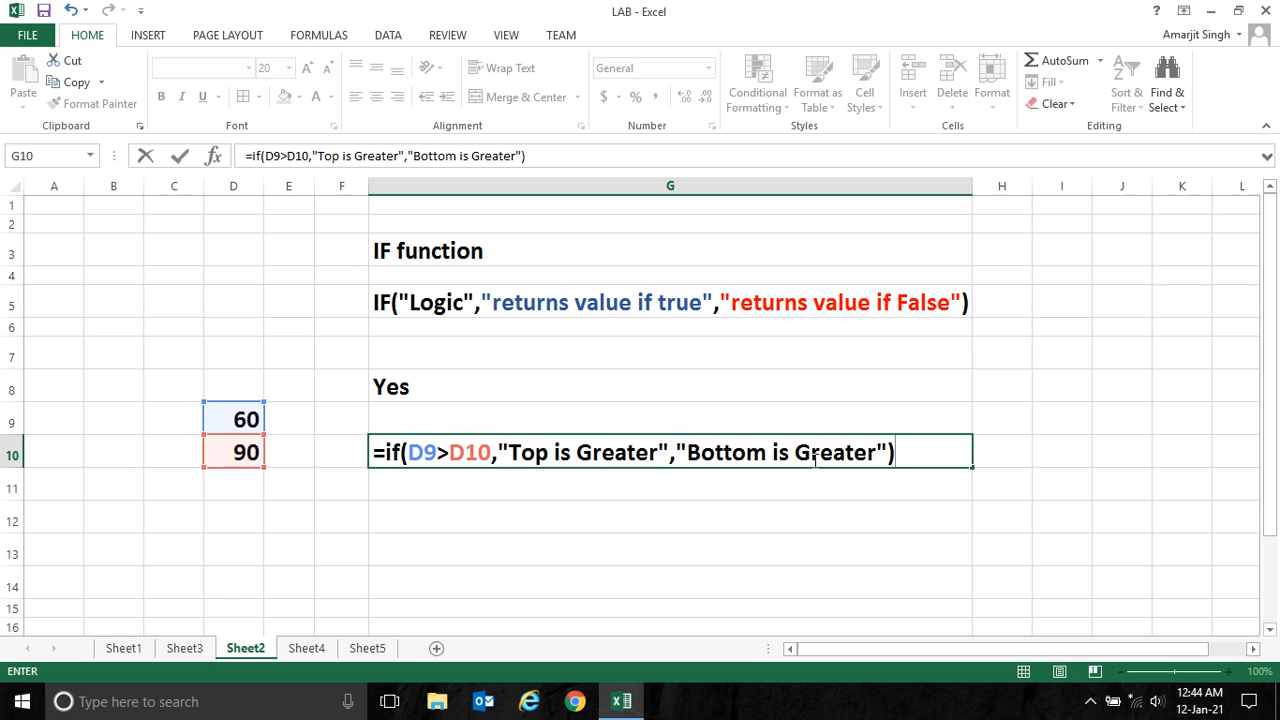 LAB - Excel
FILE HOME INSERT PAGE LAYOUT FORMULAS DATA REVIEW VIEW TEAM Amarjit Singh
Paste Cut Copy Format Painter
Clipboard
20 A A B I U A
Font
Wrap Text Merge & Center
Alignment
General $ % , .0 .00
Number
Conditional Formatting Format as Table Cell Styles
Styles
Insert Delete Format
Cells
AutoSum Fill Clear Sort & Filter Find & Select
Editing
G10 fx =if(D9>D10,"Top is Greater","Bottom is Greater")
A B C D E F G H I J K L
1
2
3 IF function
4
5 IF("Logic","returns value if true","returns value if False")
6
7
8 Yes
9 60
10 90 =if(D9>D10,"Top is Greater","Bottom is Greater")
11
12
13
14
15
16
Sheet1 Sheet3 Sheet2 Sheet4 Sheet5
ENTER 100%
Type here to search 12:44 AM
12-Jan-21